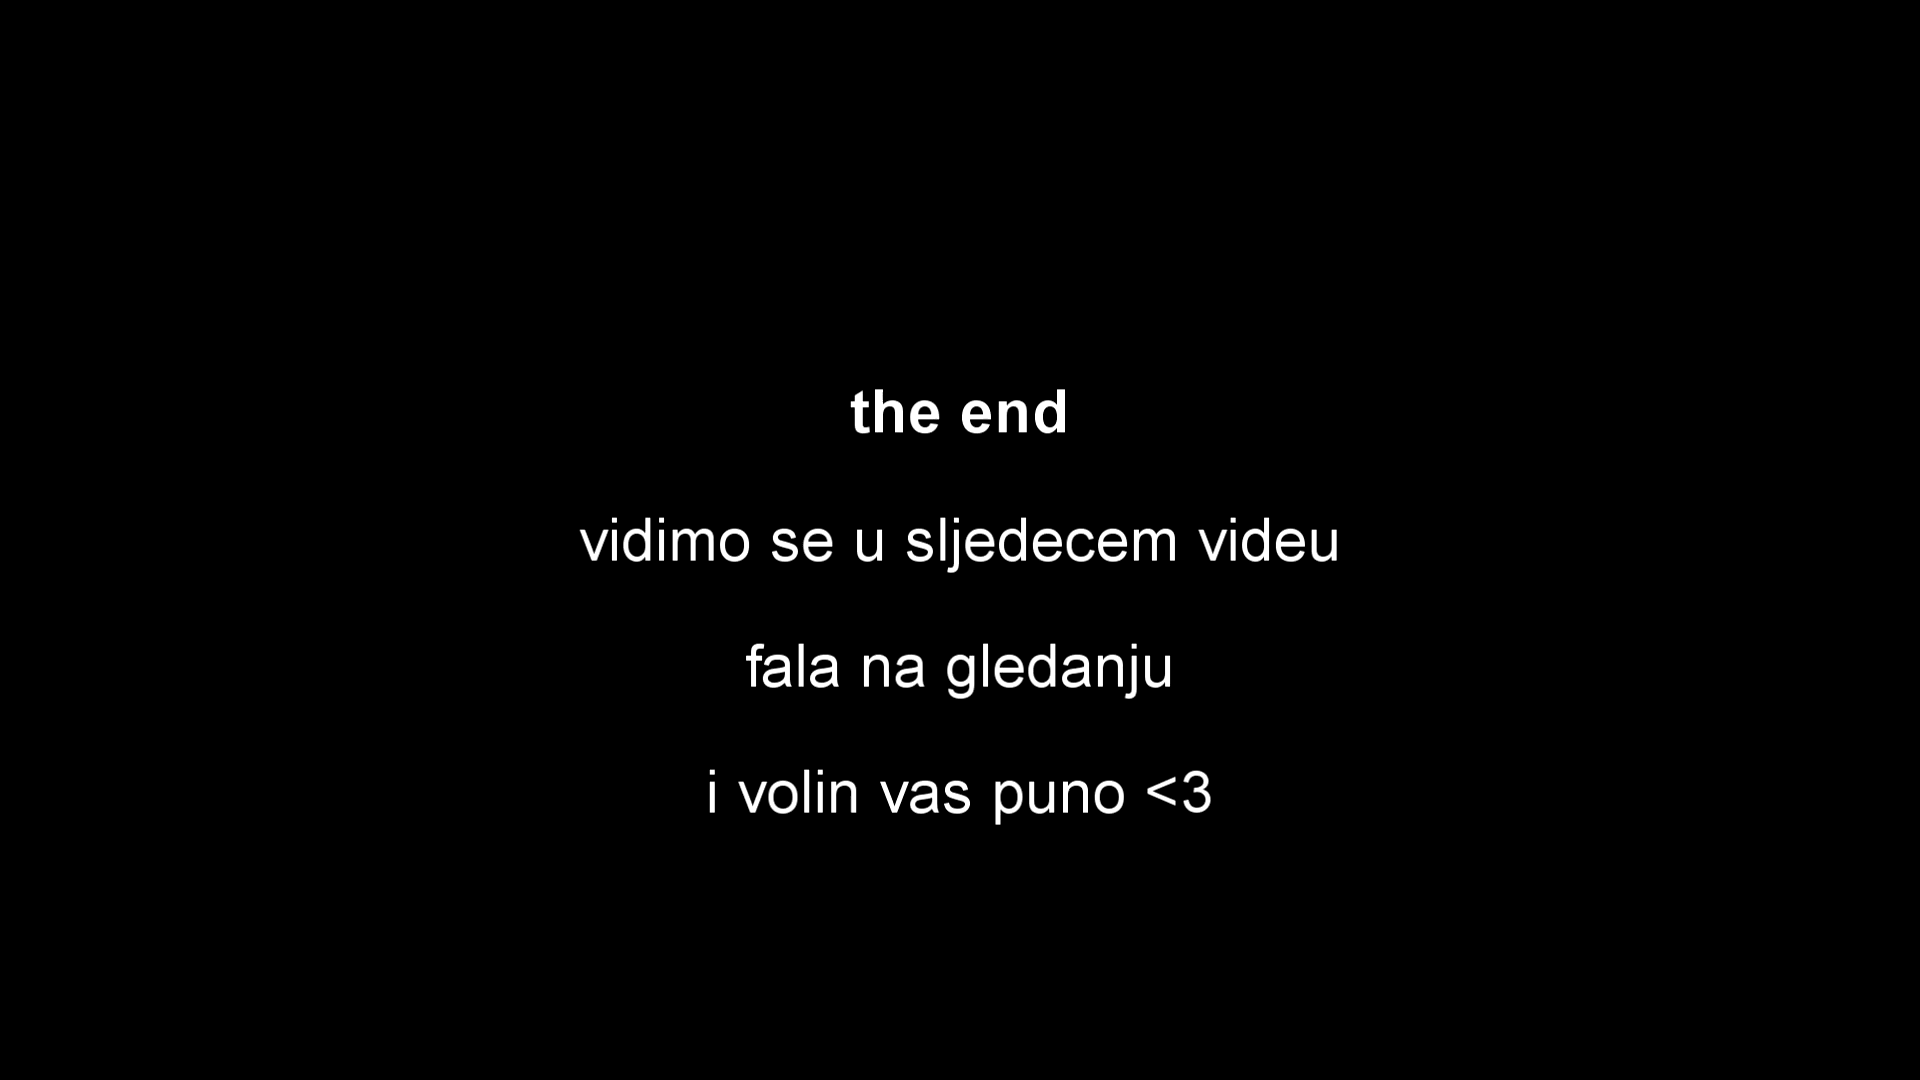 the end
vidimo se u sljedecem videu
fala na gledanju
i volin vas puno <3